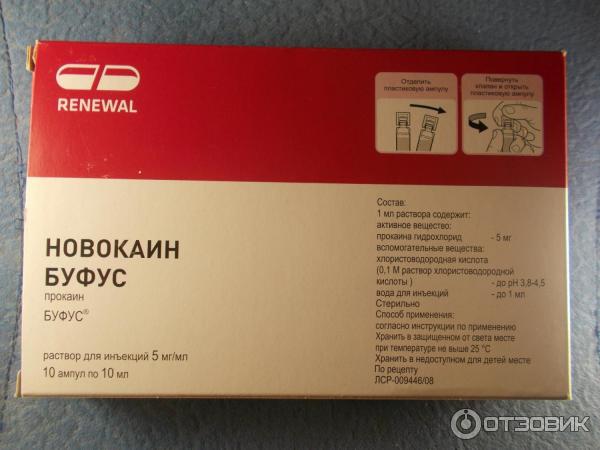 RENEWAL
Отделить
пластиковую ампулу
Повернуть
клапан и открыть
пластиковую ампулу
НОВОКАИН
БУФУС
прокаин
БУФУС®
раствор для инъекций 5 мг/мл
10 ампул по 10 мл
Состав:
1 мл раствора содержит:
активное вещество:
прокаина гидрохлорид - 5 мг
вспомогательные вещества:
хлористоводородная кислота
(0,1 М раствор хлористоводородной
кислоты ) - до pH 3,8-4,5
вода для инъекций - до 1 мл
Стерильно
Способ применения:
согласно инструкции по применению
Хранить в защищенном от света месте
при температуре не выше 25 °С
Хранить в недоступном для детей месте
По рецепту
ЛСР-009446/08
ОТЗОВИК